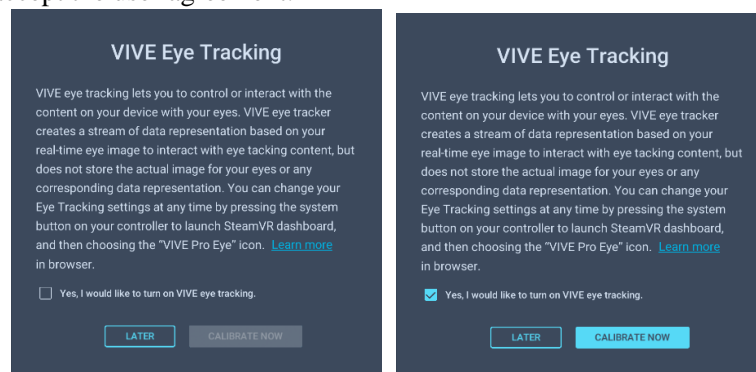 VIVE Eye Tracking
VIVE eye tracking lets you to control or interact with the
content on your device with your eyes. VIVE eye tracker
creates a stream of data representation based on your
real-time eye image to interact with eye tacking content, but
does not store the actual image for your eyes or any
corresponding data representation. You can change your
Eye Tracking settings at any time by pressing the system
button on your controller to launch SteamVR dashboard,
and then choosing the “VIVE Pro Eye” icon. Learn more
in browser.
Yes, I would like to turn on VIVE eye tracking.
LATER CALIBRATE NOW
VIVE Eye Tracking
VIVE eye tracking lets you to control or interact with the
content on your device with your eyes. VIVE eye tracker
creates a stream of data representation based on your
real-time eye image to interact with eye tacking content, but
does not store the actual image for your eyes or any
corresponding data representation. You can change your
Eye Tracking settings at any time by pressing the system
button on your controller to launch SteamVR dashboard,
and then choosing the “VIVE Pro Eye” icon. Learn more
in browser.
Yes, I would like to turn on VIVE eye tracking.
LATER CALIBRATE NOW